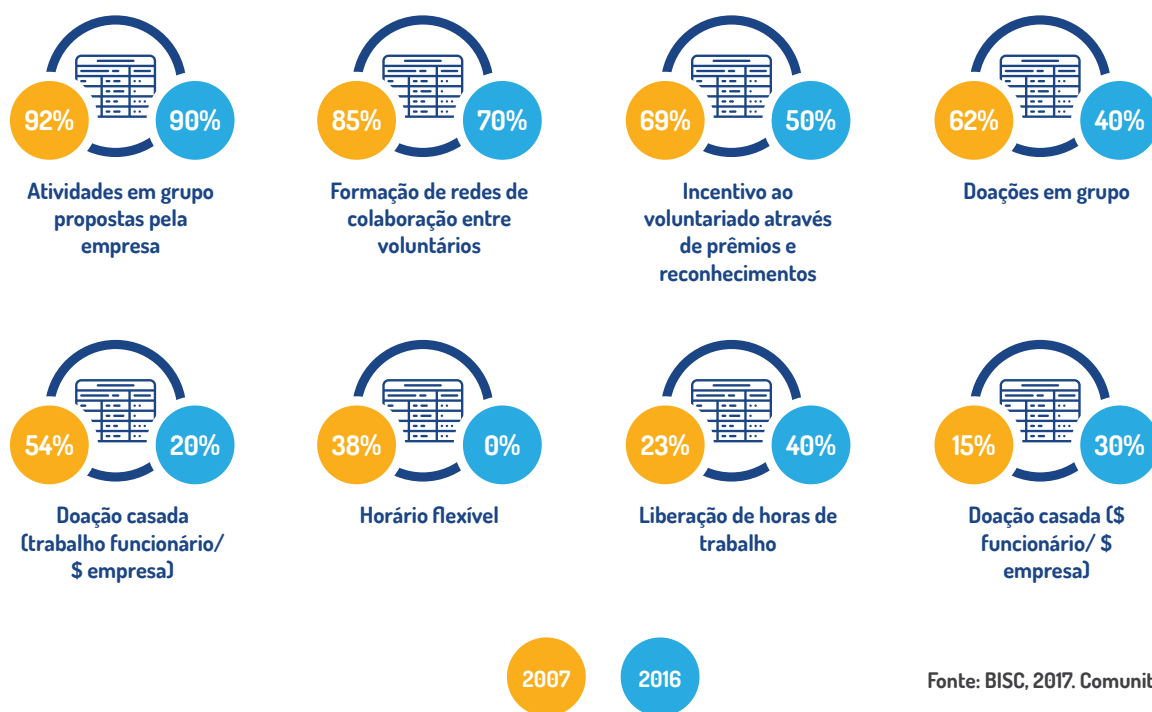 92%
90%
Atividades em grupo
propostas pela
empresa
85%
70%
Formação de redes de
colaboração entre
voluntários
69%
50%
Incentivo ao
voluntariado através
de prêmios e
reconhecimentos
62%
40%
Doações em grupo
54%
20%
Doação casada
(trabalho funcionário/
$ empresa)
38%
0%
Horário flexível
23%
40%
Liberação de horas de
trabalho
15%
30%
Doação casada ($
funcionário/ $
empresa)
2007
2016
Fonte: BISC, 2017. Comunit